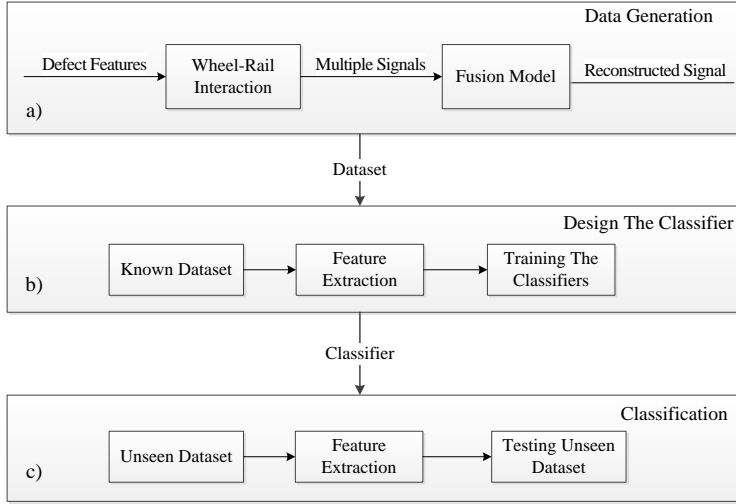 Data Generation
Defect Features
Wheel-Rail
Interaction
Multiple Signals
Fusion Model
Reconstructed Signal
a)
Dataset
Design The Classifier
Known Dataset
Feature
Extraction
Training The
Classifiers
b)
Classifier
Classification
Unseen Dataset
Feature
Extraction
Testing Unseen
Dataset
c)